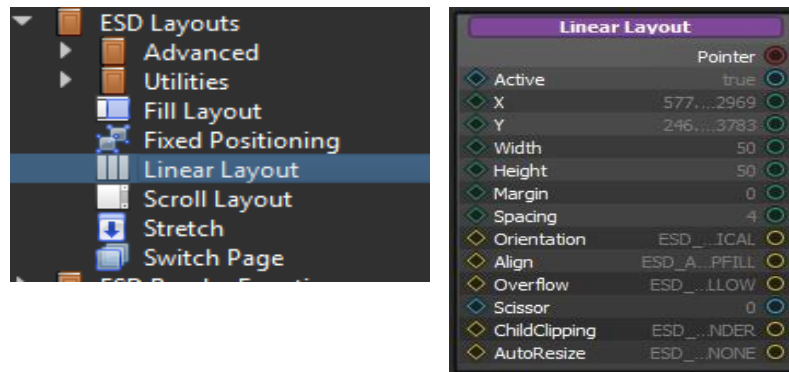 ESD Layouts
Advanced
Utilities
Fill Layout
Fixed Positioning
Linear Layout
Scroll Layout
Stretch
Switch Page
Linear Layout
Pointer
Active true
X 577....2969
Y 246....3783
Width 50
Height 50
Margin 0
Spacing 4
Orientation ESD_...ICAL
Align ESD_A...PFILL
Overflow ESD_...LLOW
Scissor 0
ChildClipping ESD_...NDER
AutoResize ESD_...NONE